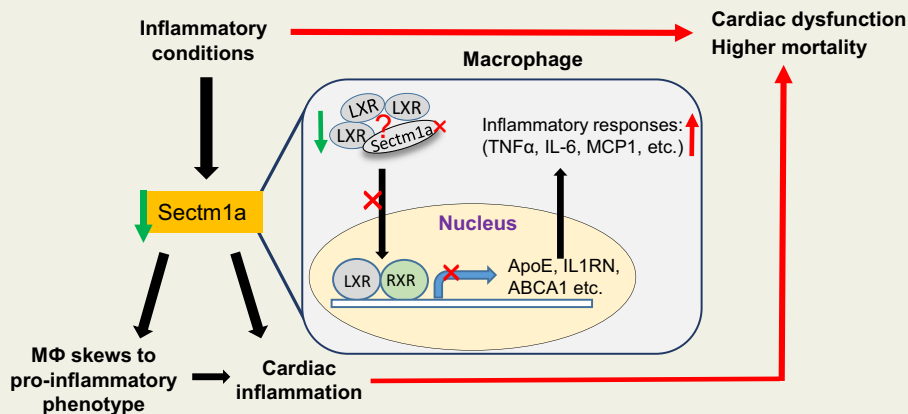 Inflammatory
conditions
Cardiac dysfunction
Higher mortality
Macrophage
LXR
LXR
LXR
?
Sectm1a
Inflammatory responses:
(TNFα, IL-6, MCP1, etc.)
Sectm1a
Nucleus
LXR
RXR
ApoE, IL1RN,
ABCA1 etc.
MΦ skews to
pro-inflammatory
phenotype
Cardiac
inflammation